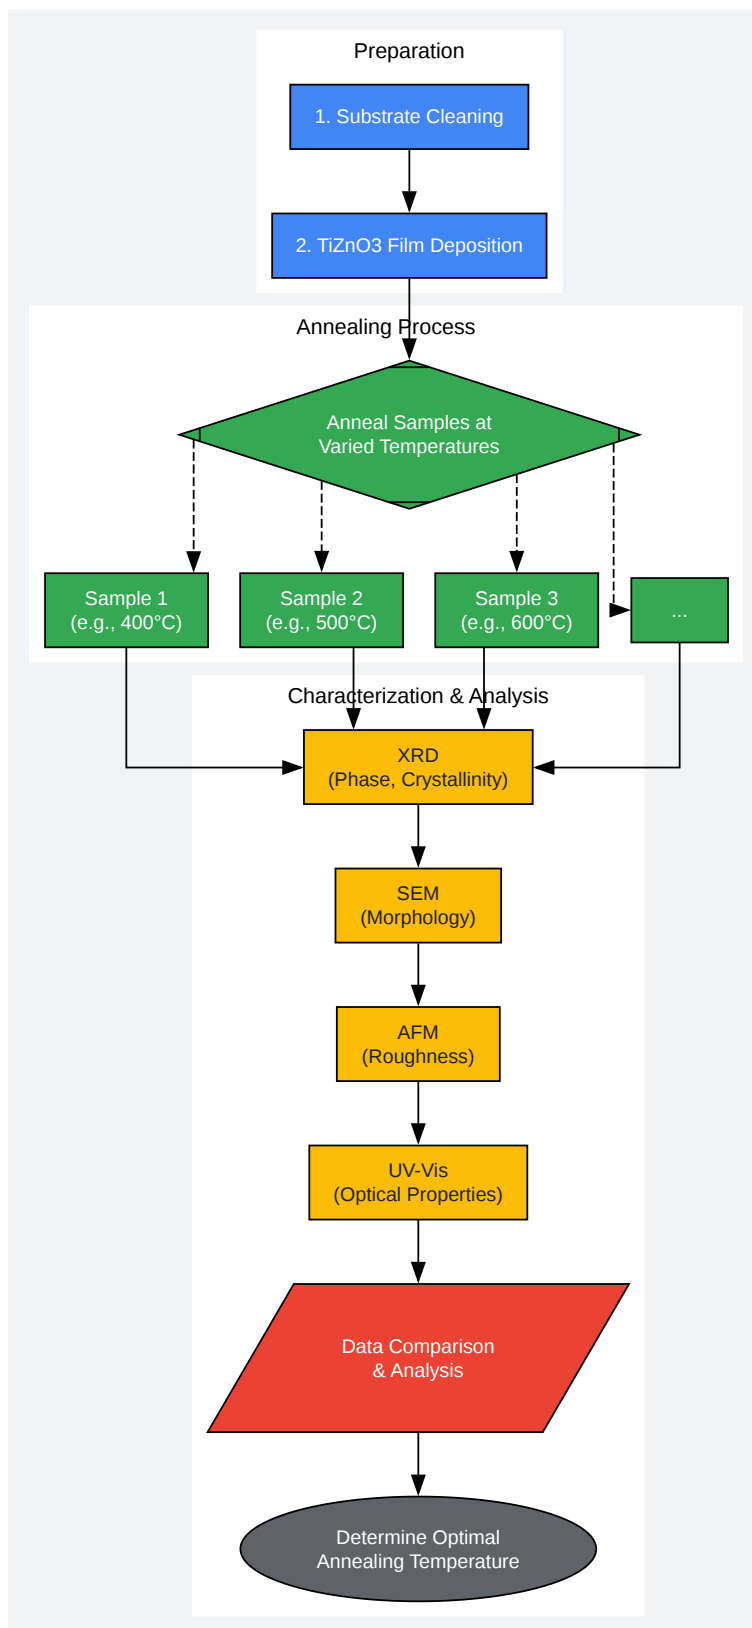 Preparation
1. Substrate Cleaning
2. TiZnO3 Film Deposition
Annealing Process
Anneal Samples at
Varied Temperatures
Sample 1
(e.g., 400°C)
Sample 2
(e.g., 500°C)
Sample 3
(e.g., 600°C)
...
Characterization & Analysis
XRD
(Phase, Crystallinity)
SEM
(Morphology)
AFM
(Roughness)
UV-Vis
(Optical Properties)
Data Comparison
& Analysis
Determine Optimal
Annealing Temperature